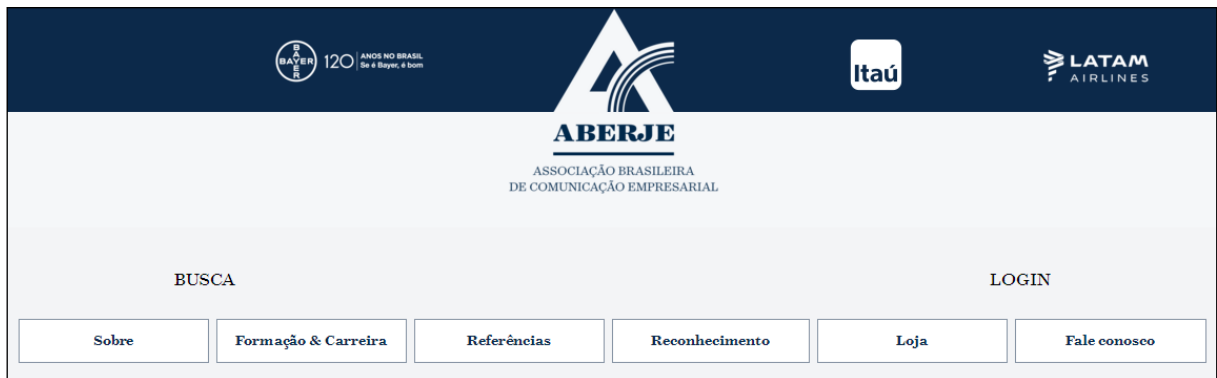 BAYER
120 ANOS NO BRASIL
Se é Bayer, é bom
Itaú
LATAM
AIRLINES
ABERJE
ASSOCIAÇÃO BRASILEIRA
DE COMUNICAÇÃO EMPRESARIAL
BUSCA
LOGIN
Sobre
Formação & Carreira
Referências
Reconhecimento
Loja
Fale conosco